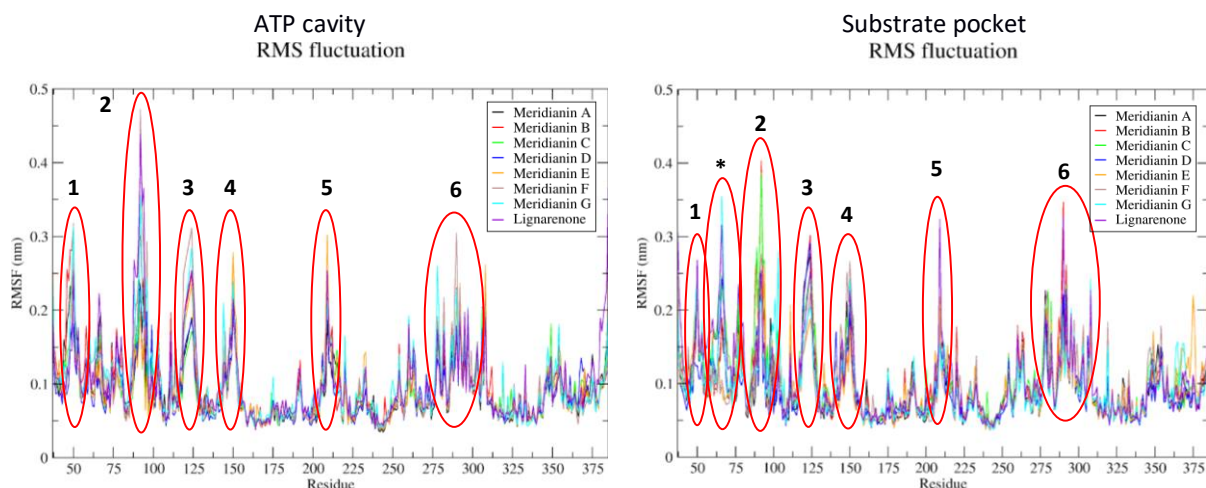 ATP cavity
RMS fluctuation
0.5
0.4
0.3
0.2
0.1
0
RMSF (nm)
50 75 100 125 150 175 200 225 250 275 300 325 350 375
Residue
1
2
3
4
5
6
Meridianin A
Meridianin B
Meridianin C
Meridianin D
Meridianin E
Meridianin F
Meridianin G
Lignarenone
Substrate pocket
RMS fluctuation
0.5
0.4
0.3
0.2
0.1
0
RMSF (nm)
50 75 100 125 150 175 200 225 250 275 300 325 350 375
Residue
1
*
2
3
4
5
6
Meridianin A
Meridianin B
Meridianin C
Meridianin D
Meridianin E
Meridianin F
Meridianin G
Lignarenone